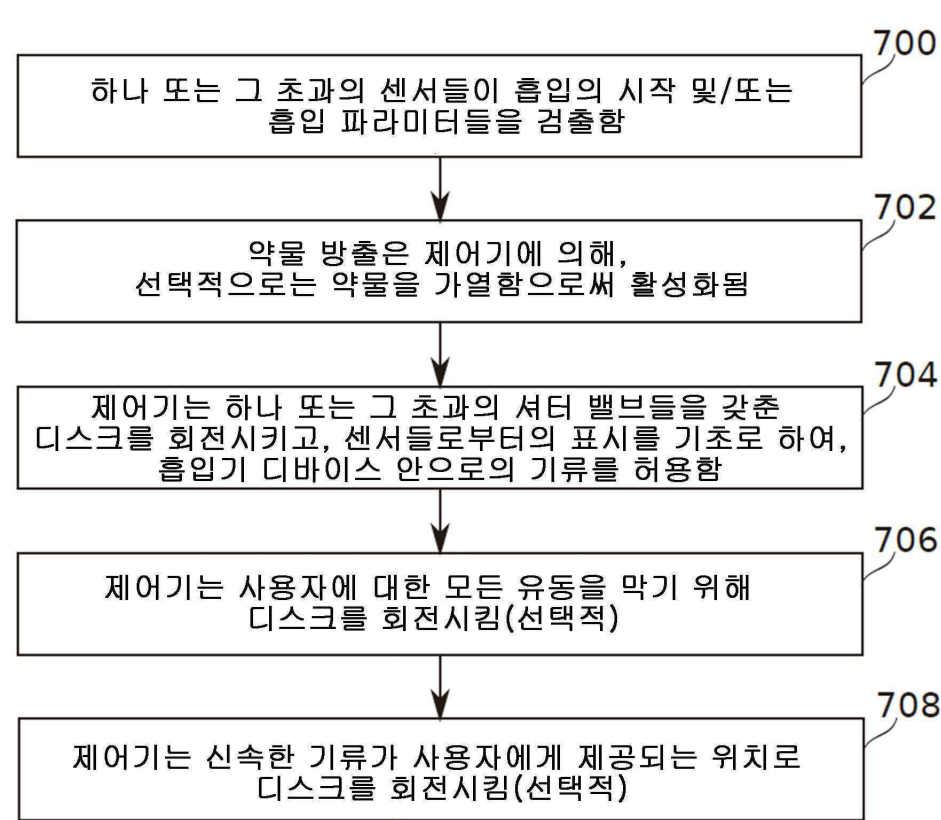 700
하나 또는 그 초과의 센서들이 흡입의 시작 및/또는
흡입 파라미터들을 검출함
702
약물 방출은 제어기에 의해,
선택적으로는 약물을 가열함으로써 활성화됨
704
제어기는 하나 또는 그 초과의 셔터 밸브들을 갖춘
디스크를 회전시키고, 센서들로부터의 표시를 기초로 하여,
흡입기 디바이스 안으로의 기류를 허용함
706
제어기는 사용자에 대한 모든 유동을 막기 위해
디스크를 회전시킴(선택적)
708
제어기는 신속한 기류가 사용자에게 제공되는 위치로
디스크를 회전시킴(선택적)